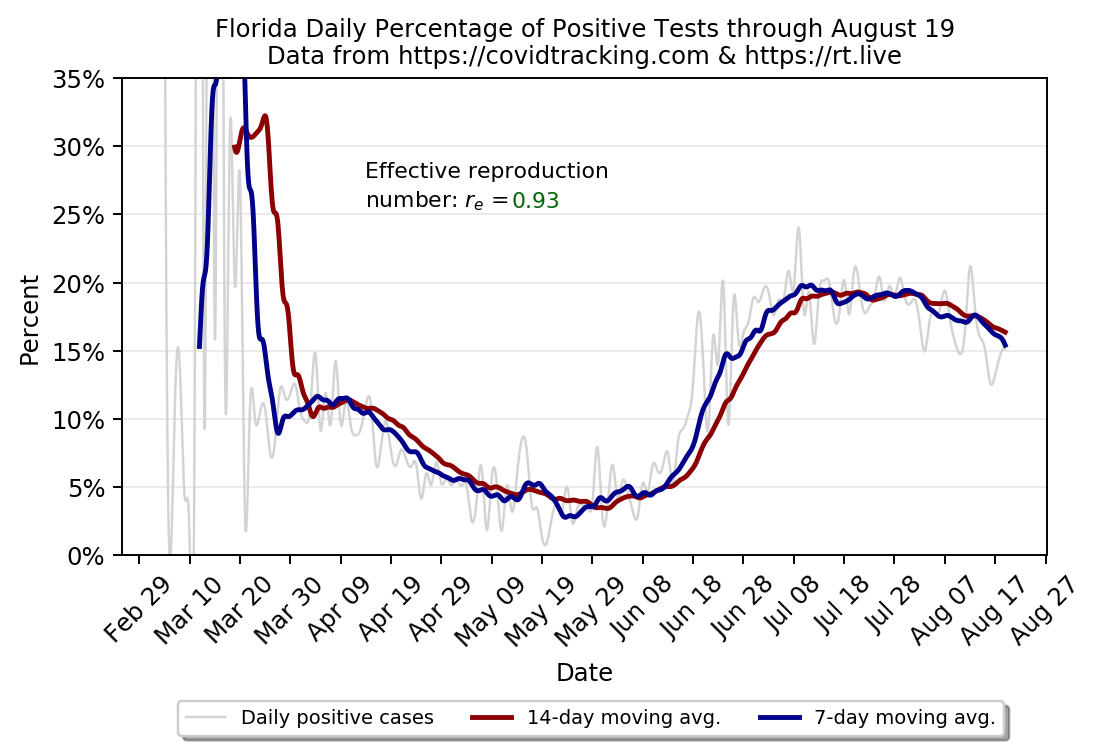 Florida Daily Percentage of Positive Tests through August 19
Data from https://covidtracking.com & https://rt.live
35%
30%
25%
20%
15%
10%
5%
0%
Percent
Effective reproduction
number: rₑ = 0.93
Feb 29
Mar 10
Mar 20
Mar 30
Apr 09
Apr 19
Apr 29
May 09
May 19
May 29
Jun 08
Jun 18
Jun 28
Jul 08
Jul 18
Jul 28
Aug 07
Aug 17
Aug 27
Date
Daily positive cases
14-day moving avg.
7-day moving avg.